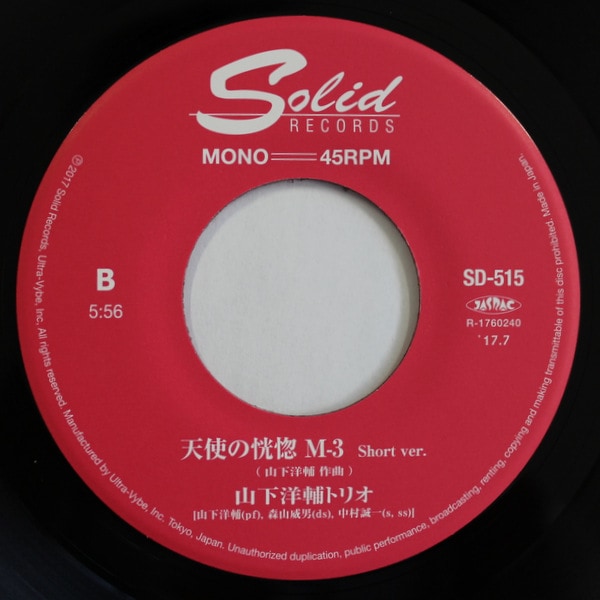 Solid
RECORDS
MONO══45RPM
B
5:56
SD-515
JASRAC
R-1760240
'17.7
天使の恍惚 M-3 Short ver.
( 山下洋輔 作曲 )
山下洋輔トリオ
[山下洋輔(pf), 森山威男(ds), 中村誠一(s, ss)]
℗2017 Solid Records, Ultra-Vybe, Inc. All rights reserved. Manufactured by Ultra-Vybe, Inc. Tokyo, Japan. Unauthorized duplication, public performance, broadcasting, renting, copying and making transmittable of this disc prohibited. Made in Japan.